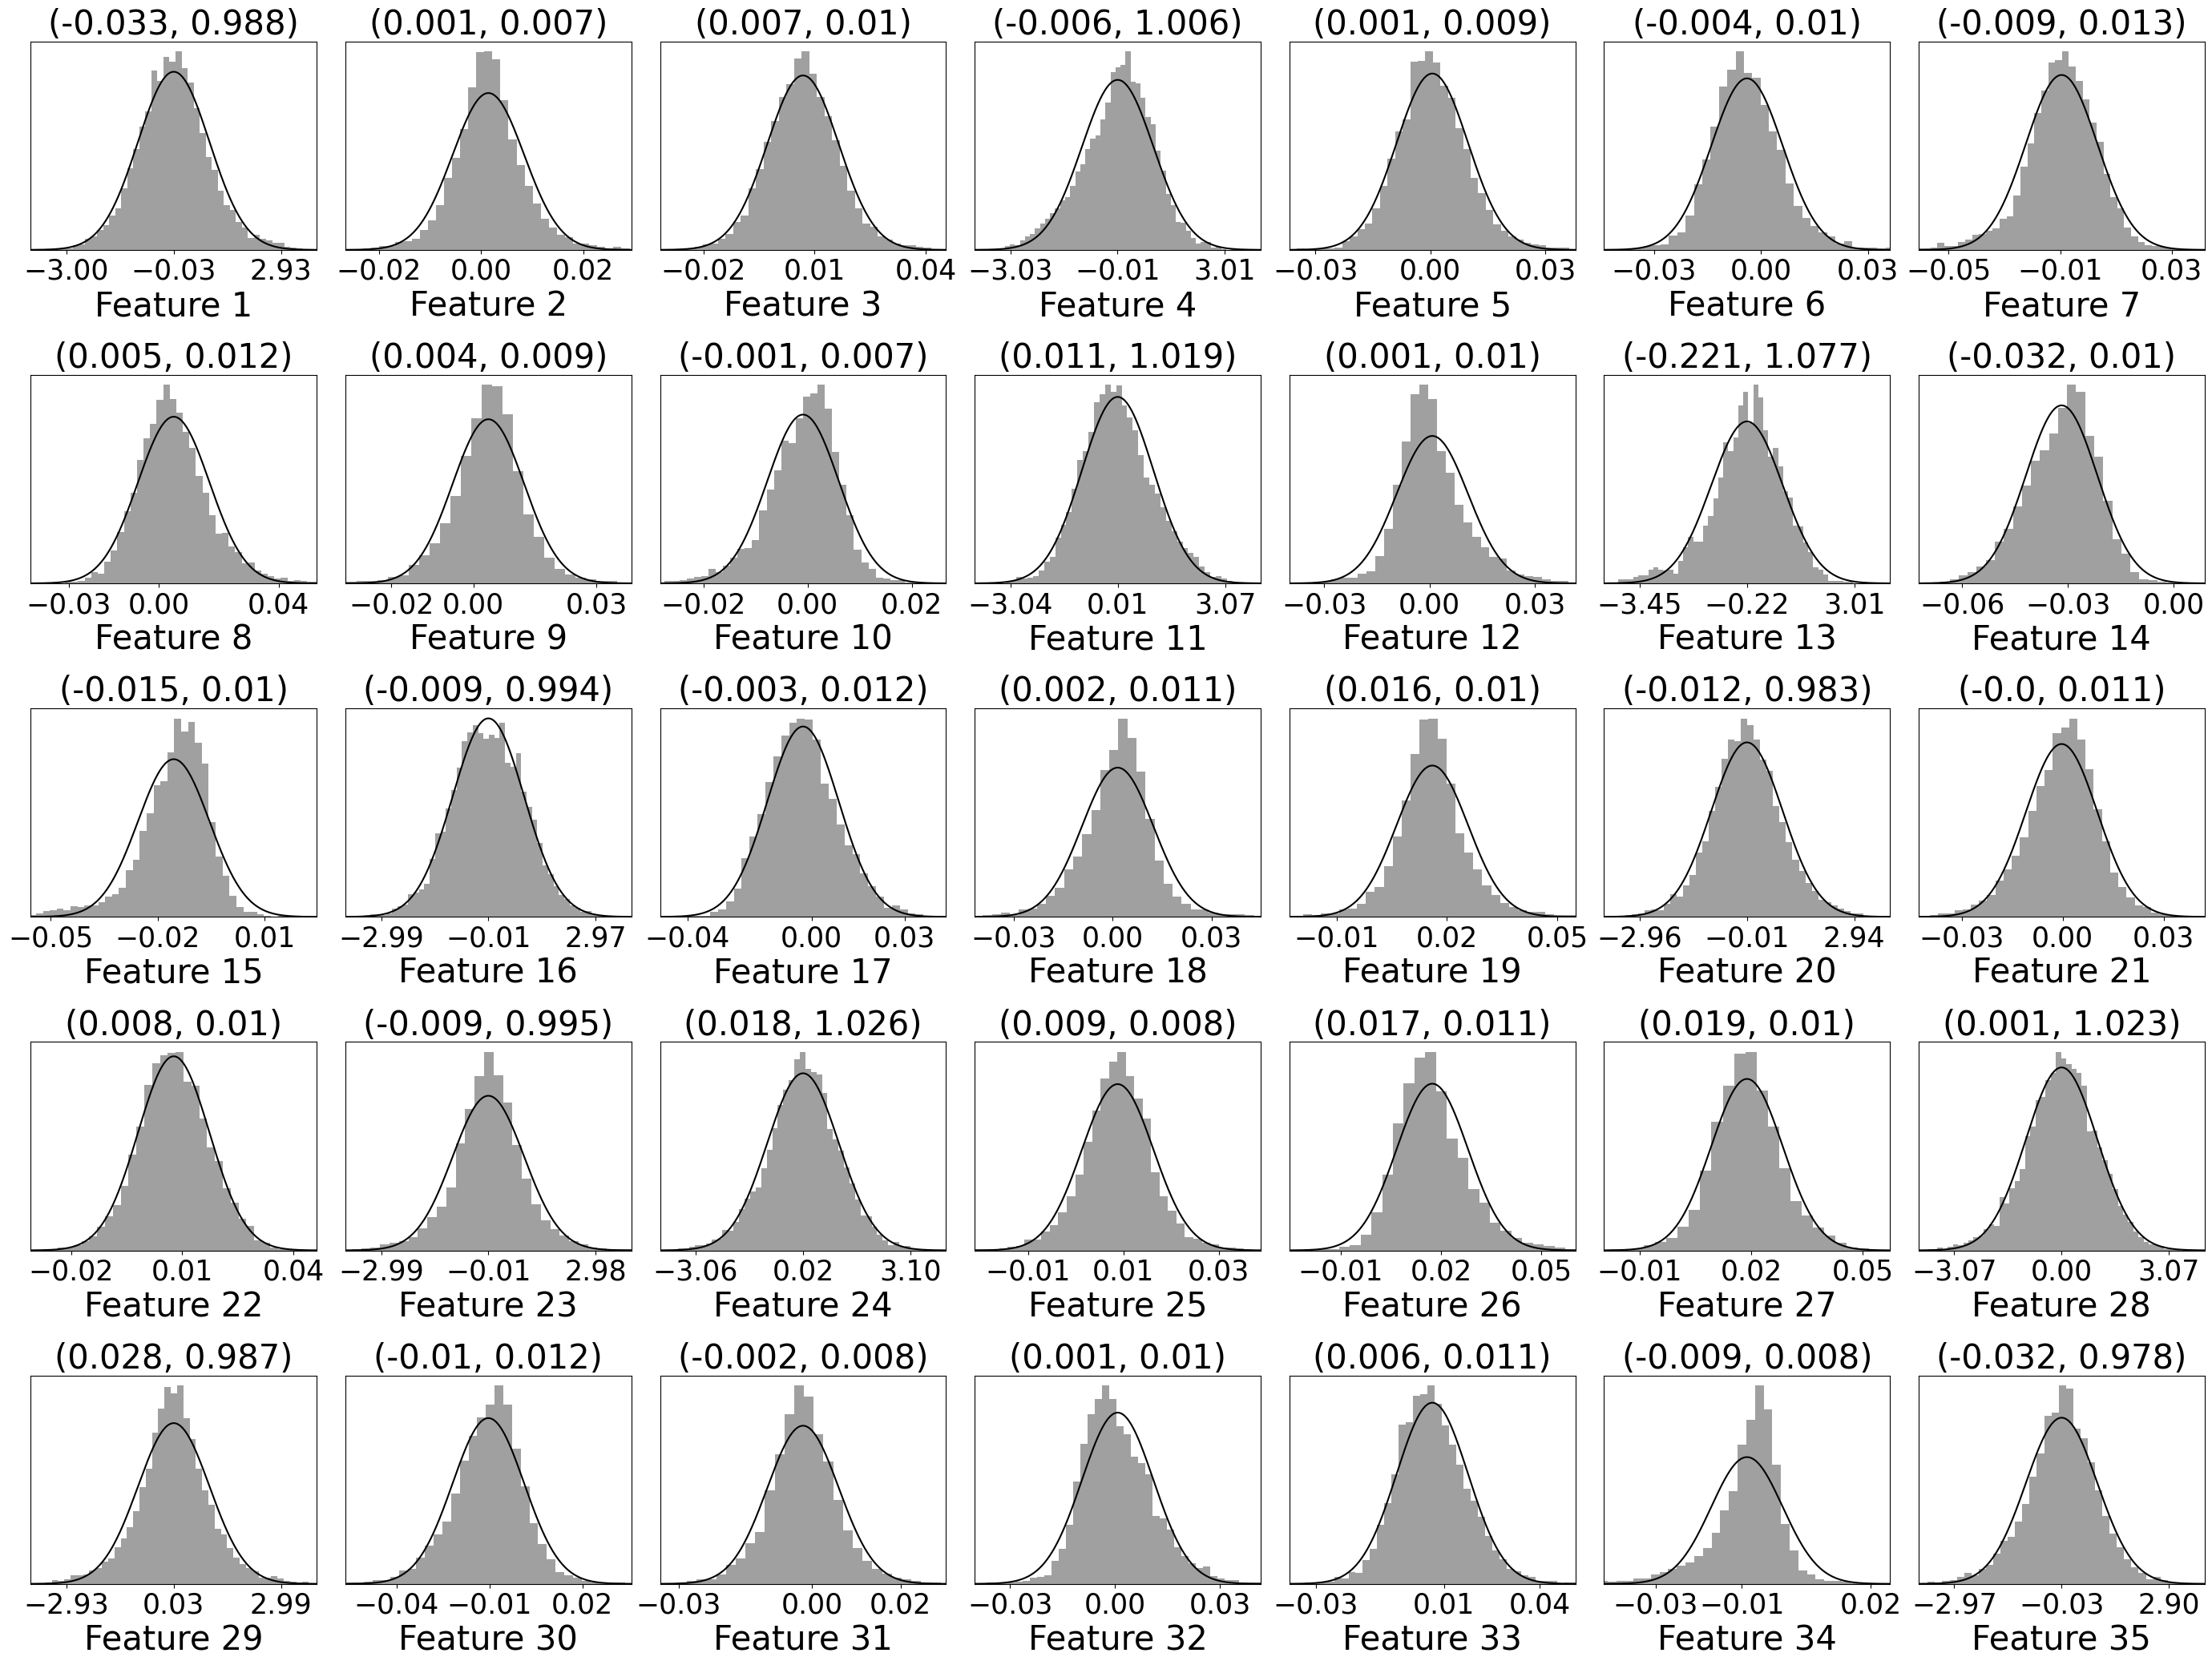 (-0.033, 0.988) (0.001, 0.007) (0.007, 0.01) (-0.006, 1.006) (0.001, 0.009) (-0.004, 0.01) (-0.009, 0.013)
−3.00 −0.03 2.93 −0.02 0.00 0.02 −0.02 0.01 0.04 −3.03 −0.01 3.01 −0.03 0.00 0.03 −0.03 0.00 0.03 −0.05 −0.01 0.03
Feature 1 Feature 2 Feature 3 Feature 4 Feature 5 Feature 6 Feature 7
(0.005, 0.012) (0.004, 0.009) (-0.001, 0.007) (0.011, 1.019) (0.001, 0.01) (-0.221, 1.077) (-0.032, 0.01)
−0.03 0.00 0.04 −0.02 0.00 0.03 −0.02 0.00 0.02 −3.04 0.01 3.07 −0.03 0.00 0.03 −3.45 −0.22 3.01 −0.06 −0.03 0.00
Feature 8 Feature 9 Feature 10 Feature 11 Feature 12 Feature 13 Feature 14
(-0.015, 0.01) (-0.009, 0.994) (-0.003, 0.012) (0.002, 0.011) (0.016, 0.01) (-0.012, 0.983) (-0.0, 0.011)
−0.05 −0.02 0.01 −2.99 −0.01 2.97 −0.04 0.00 0.03 −0.03 0.00 0.03 −0.01 0.02 0.05 −2.96 −0.01 2.94 −0.03 0.00 0.03
Feature 15 Feature 16 Feature 17 Feature 18 Feature 19 Feature 20 Feature 21
(0.008, 0.01) (-0.009, 0.995) (0.018, 1.026) (0.009, 0.008) (0.017, 0.011) (0.019, 0.01) (0.001, 1.023)
−0.02 0.01 0.04 −2.99 −0.01 2.98 −3.06 0.02 3.10 −0.01 0.01 0.03 −0.01 0.02 0.05 −0.01 0.02 0.05 −3.07 0.00 3.07
Feature 22 Feature 23 Feature 24 Feature 25 Feature 26 Feature 27 Feature 28
(0.028, 0.987) (-0.01, 0.012) (-0.002, 0.008) (0.001, 0.01) (0.006, 0.011) (-0.009, 0.008) (-0.032, 0.978)
−2.93 0.03 2.99 −0.04 −0.01 0.02 −0.03 0.00 0.02 −0.03 0.00 0.03 −0.03 0.01 0.04 −0.03 −0.01 0.02 −2.97 −0.03 2.90
Feature 29 Feature 30 Feature 31 Feature 32 Feature 33 Feature 34 Feature 35